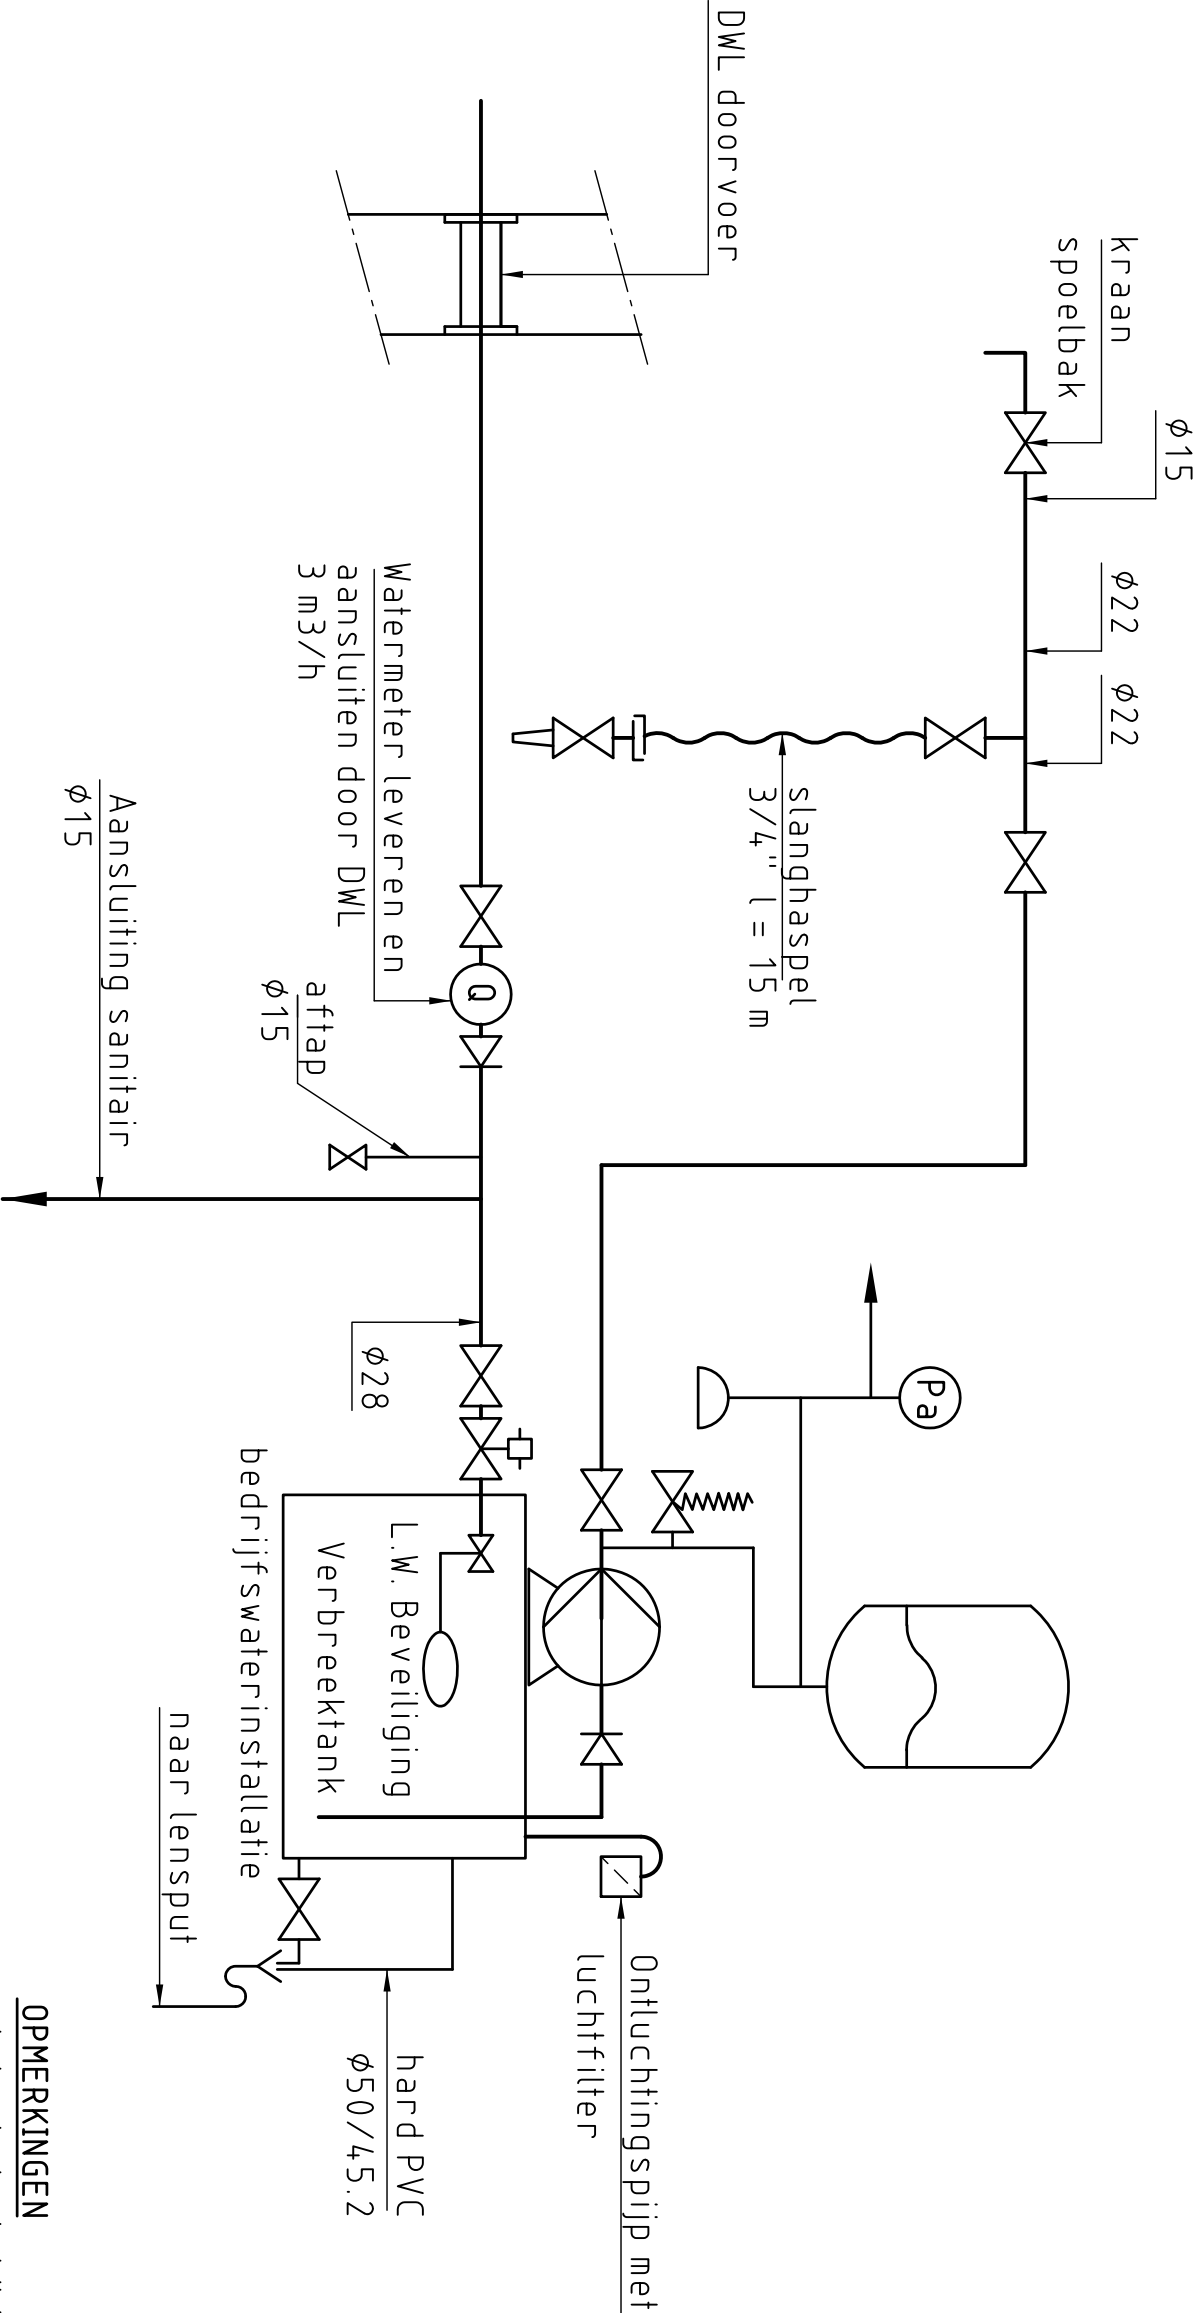 DWL doorvoer
kraan
spoelbak
ø15
ø22
ø22
slanghaspel
3/4" l = 15 m
Watermeter leveren en
aansluiten door DWL
3 m3/h
Q
aftap
ø15
Aansluiting sanitair
ø15
ø28
Pa
L.W. Beveiliging
Verbreektank
bedrijfswaterinstallatie
naar lensput
Ontluchtingspijp met
luchtfilter
hard PVC
ø50/45.2
OPMERKINGEN